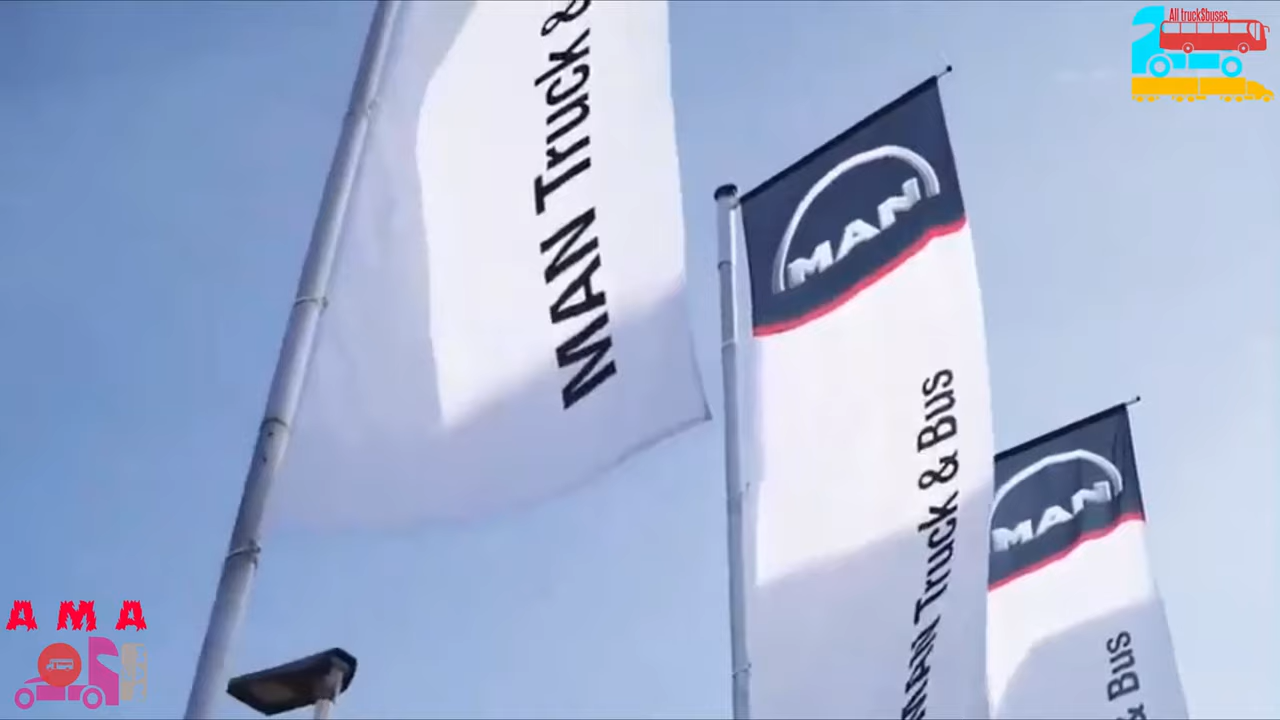 All truck$buses
MAN Truck &
MAN
MAN Truck & Bus
MAN
& Bus
AMA